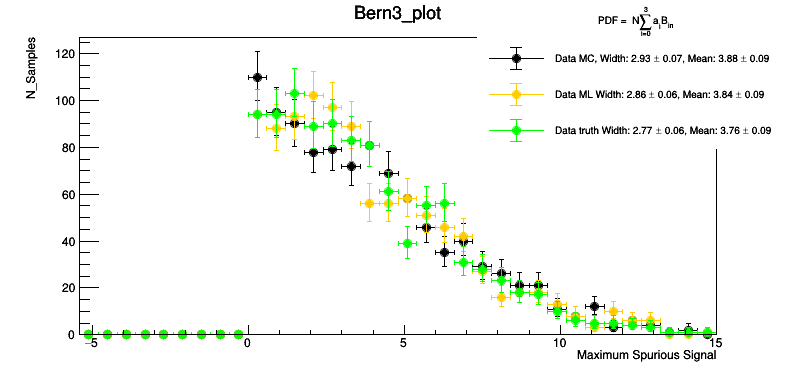 Bern3_plot
PDF = N∑ a_i B_in
3
i=0
N_Samples
Data MC, Width: 2.93 ± 0.07, Mean: 3.88 ± 0.09
Data ML Width: 2.86 ± 0.06, Mean: 3.84 ± 0.09
Data truth Width: 2.77 ± 0.06, Mean: 3.76 ± 0.09
120
100
80
60
40
20
0
−5 0 5 10 15
Maximum Spurious Signal